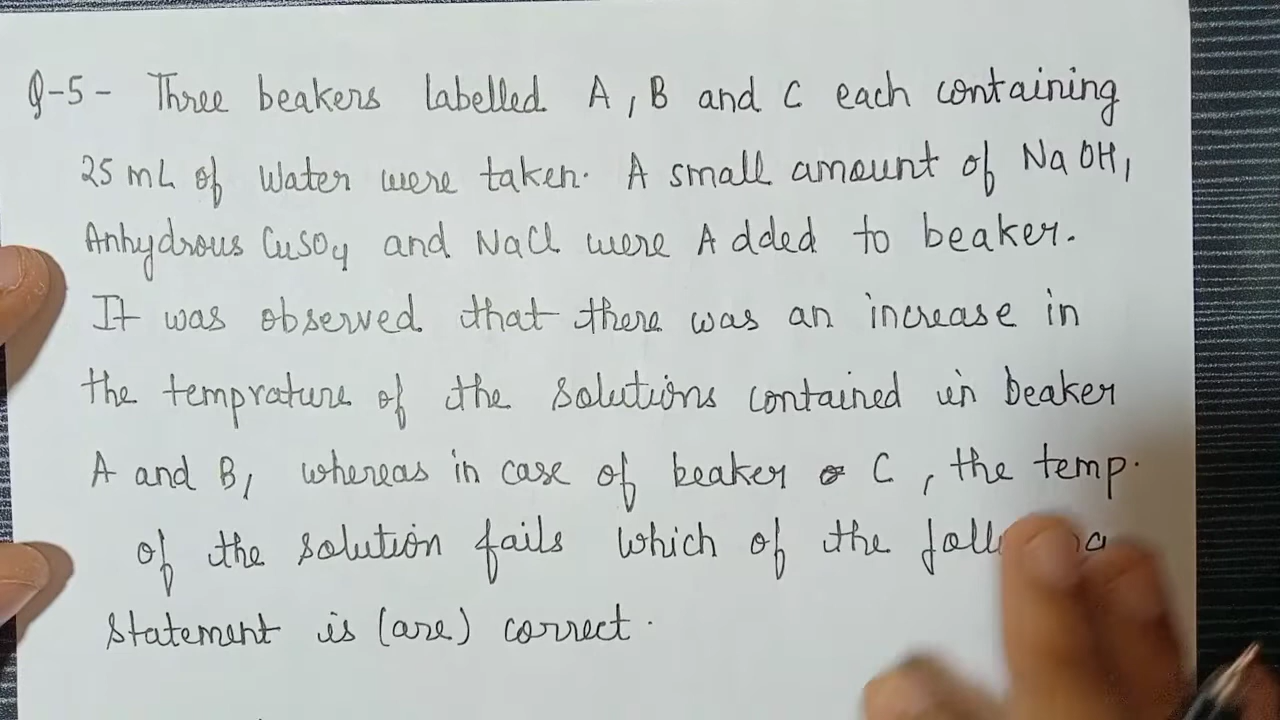 Q-5- Three beakers labelled A, B and C each containing
25 mL of Water were taken. A small amount of NaOH,
Anhydrous CuSO4 and NaCl were Added to beaker.
It was observed that there was an increase in
the temprature of the solutions contained in beaker
A and B, whereas in case of beaker C, the temp.
of the solution falls which of the
statement is (are) correct.